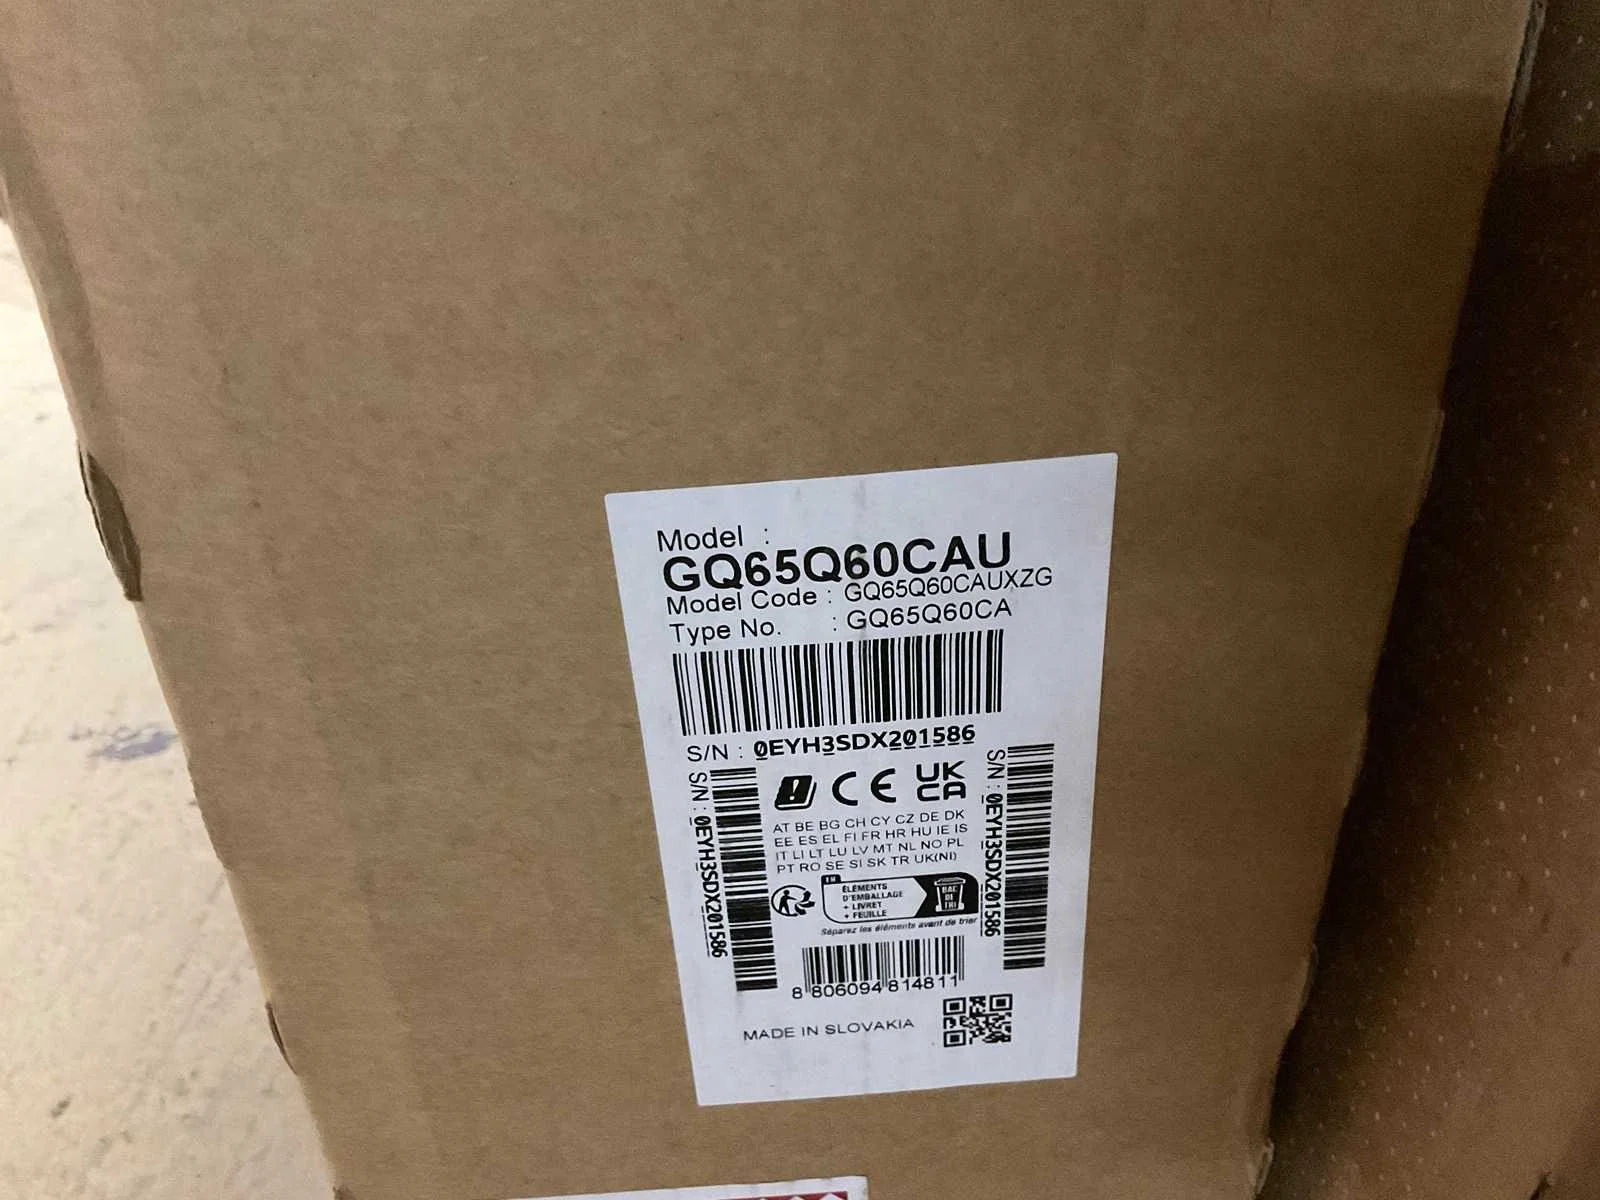 Model :
GQ65Q60CAU
Model Code : GQ65Q60CAUXZG
Type No. : GQ65Q60CA
S/N : 0EYH3SDX201586
S/N : 0EYH3SDX201586
CE
UK
CA
S/N : 0EYH3SDX201586
AT BE BG CH CY CZ DE DK
EE ES EL FI FR HR HU IE IS
IT LI LT LU LV MT NL NO PL
PT RO SE SI SK TR UK(NI)
FR
ÉLÉMENTS
D'EMBALLAGE
+ LIVRET
+ FEUILLE
BAC
DE
TRI
Séparez les éléments avant de trier
8 806094 814811
MADE IN SLOVAKIA